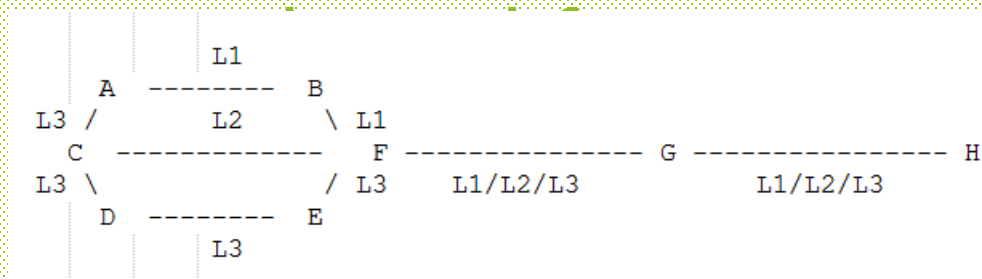 L1
A -------- B
L3 / L2 \ L1
C ------------- F --------------- G ---------------- H
L3 \ / L3 L1/L2/L3 L1/L2/L3
D -------- E
L3